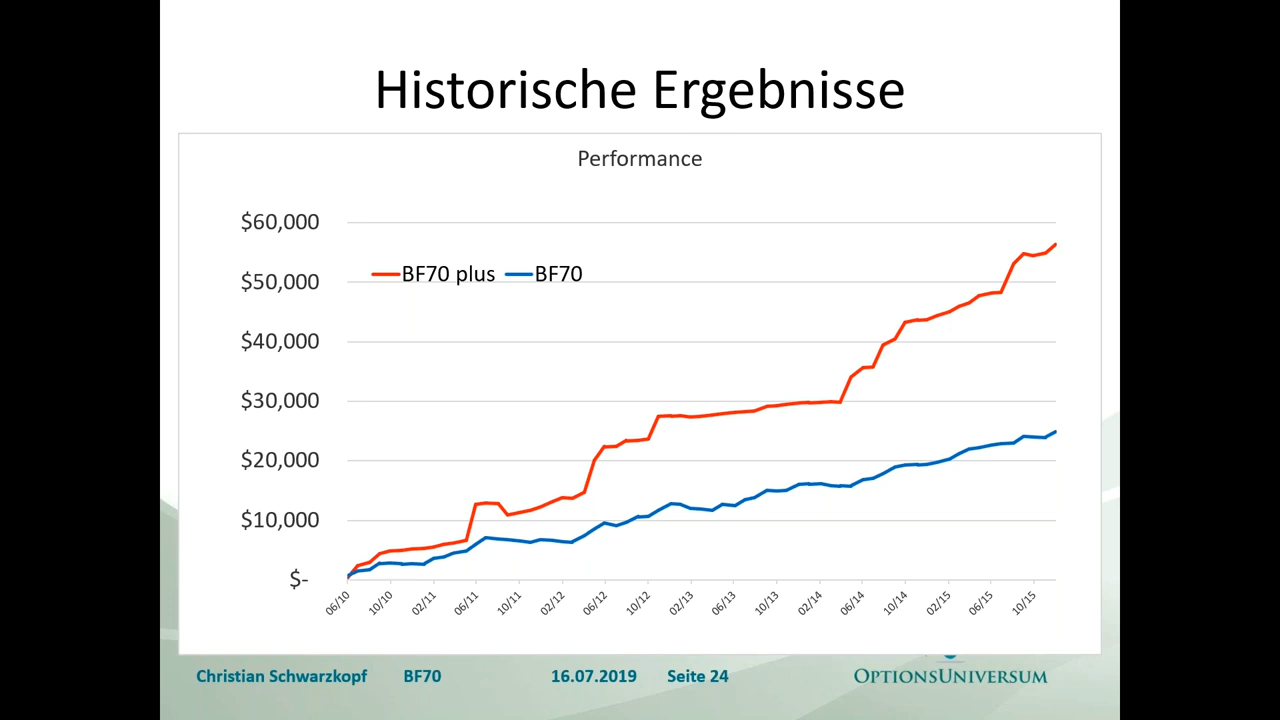 Historische Ergebnisse
Performance
$60,000
$50,000
$40,000
$30,000
$20,000
$10,000
$-
BF70 plus BF70
06/10 10/10 02/11 06/11 10/11 02/12 06/12 10/12 02/13 06/13 10/13 02/14 06/14 10/14 02/15 06/15 10/15
Christian Schwarzkopf BF70 16.07.2019 Seite 24 OPTIONSUNIVERSUM